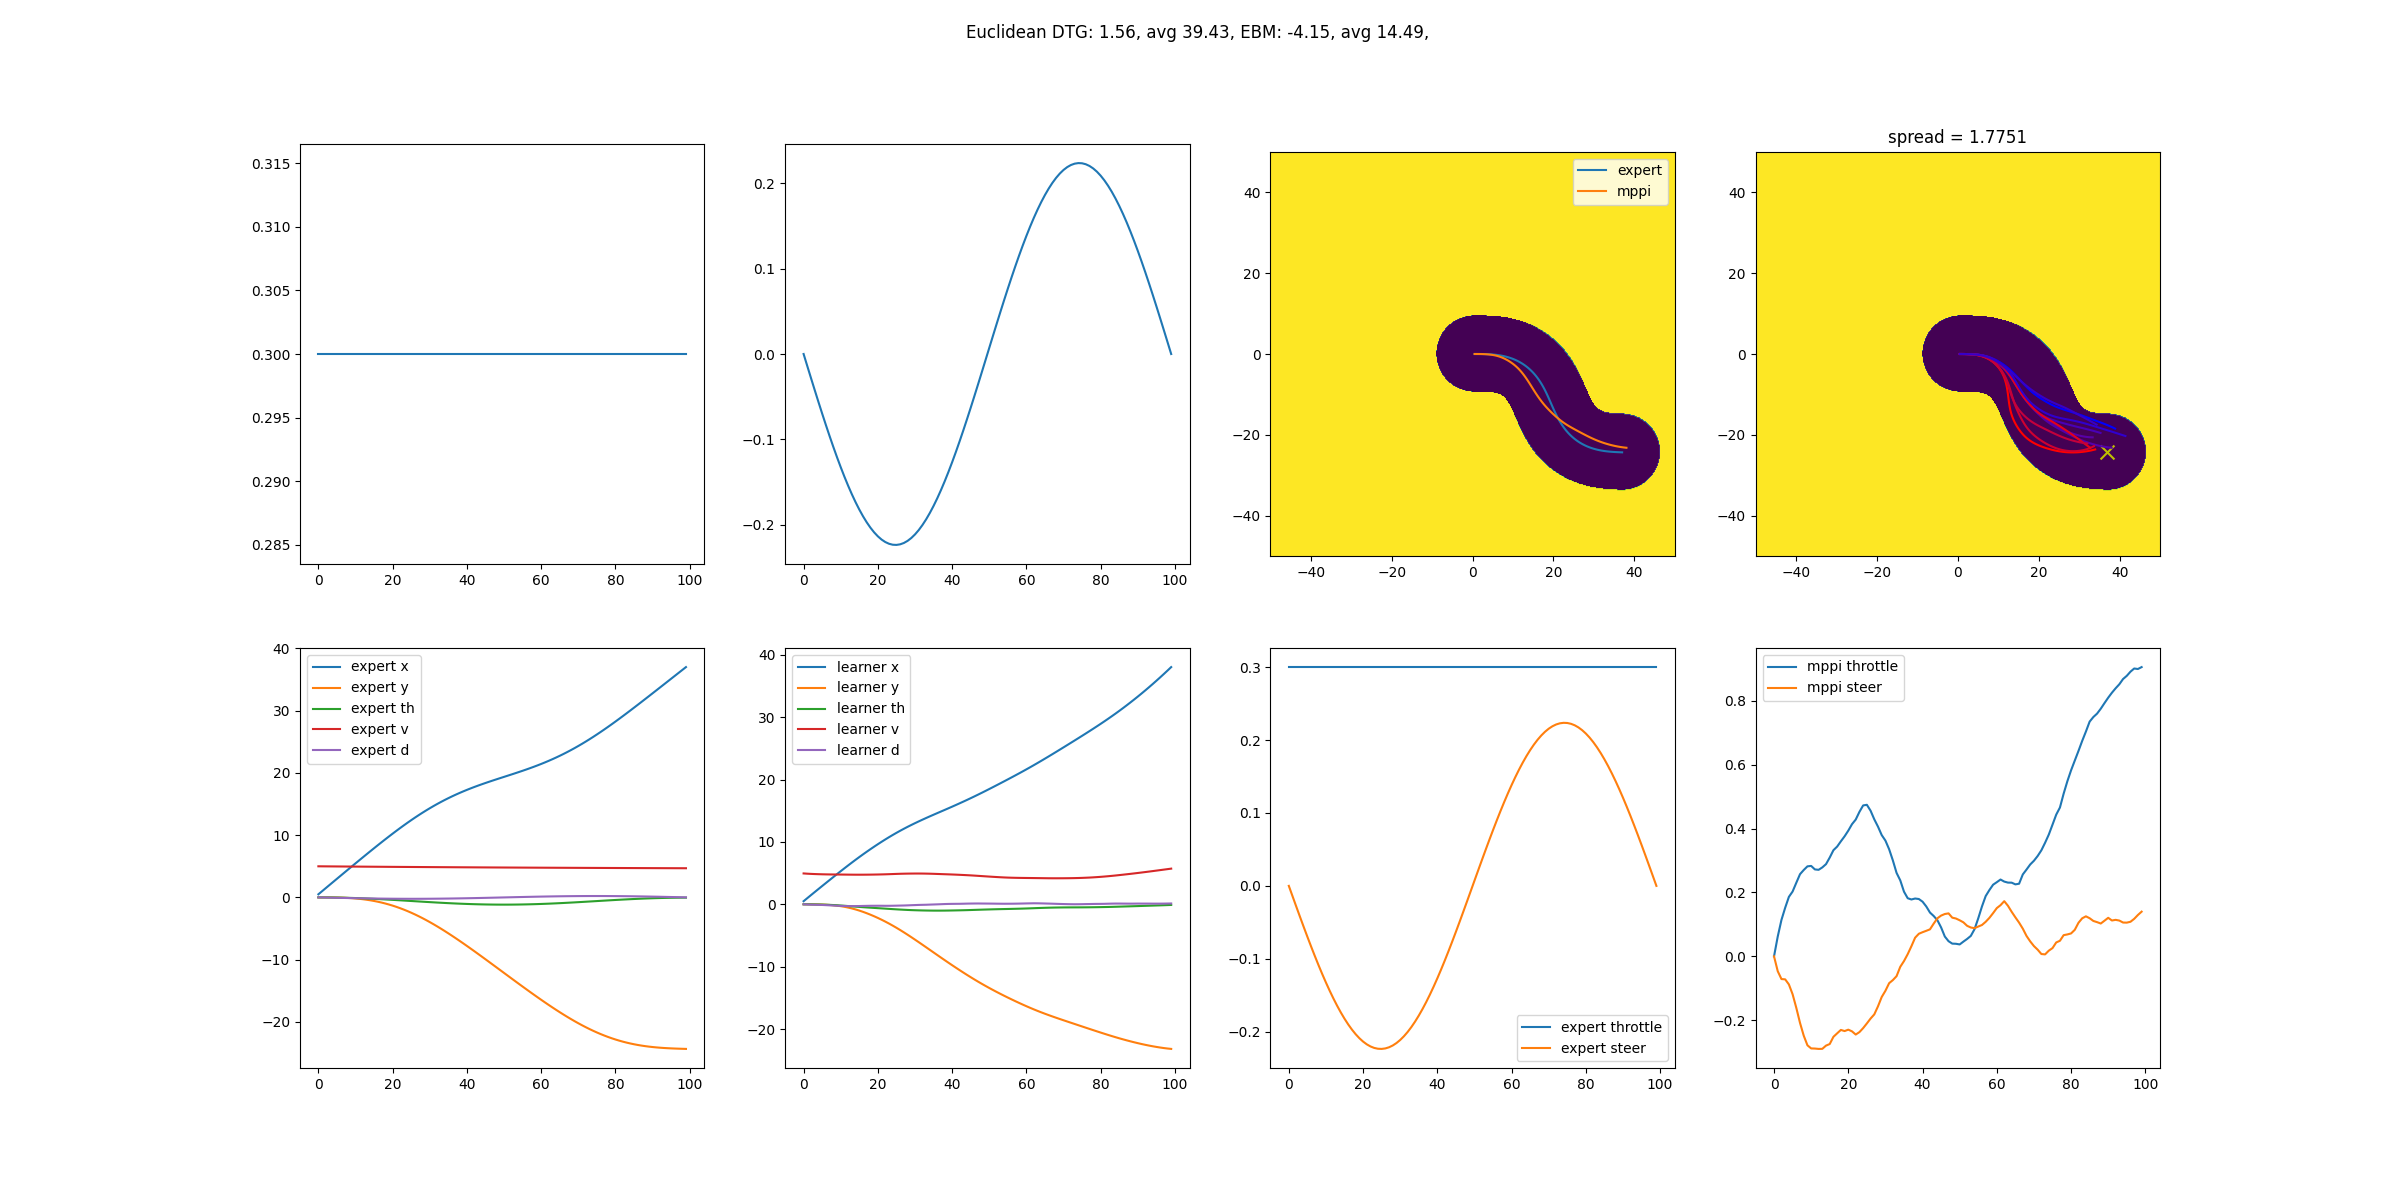 Euclidean DTG: 1.56, avg 39.43, EBM: -4.15, avg 14.49,
0.315
0.310
0.305
0.300
0.295
0.290
0.285
0 20 40 60 80 100
0.2
0.1
0.0
−0.1
−0.2
0 20 40 60 80 100
expert
mppi
40
20
0
−20
−40
−40 −20 0 20 40
spread = 1.7751
40
20
0
−20
−40
−40 −20 0 20 40
expert x
expert y
expert th
expert v
expert d
40
30
20
10
0
−10
−20
0 20 40 60 80 100
learner x
learner y
learner th
learner v
learner d
40
30
20
10
0
−10
−20
0 20 40 60 80 100
0.3
0.2
0.1
0.0
−0.1
−0.2
expert throttle
expert steer
0 20 40 60 80 100
mppi throttle
mppi steer
0.8
0.6
0.4
0.2
0.0
−0.2
0 20 40 60 80 100